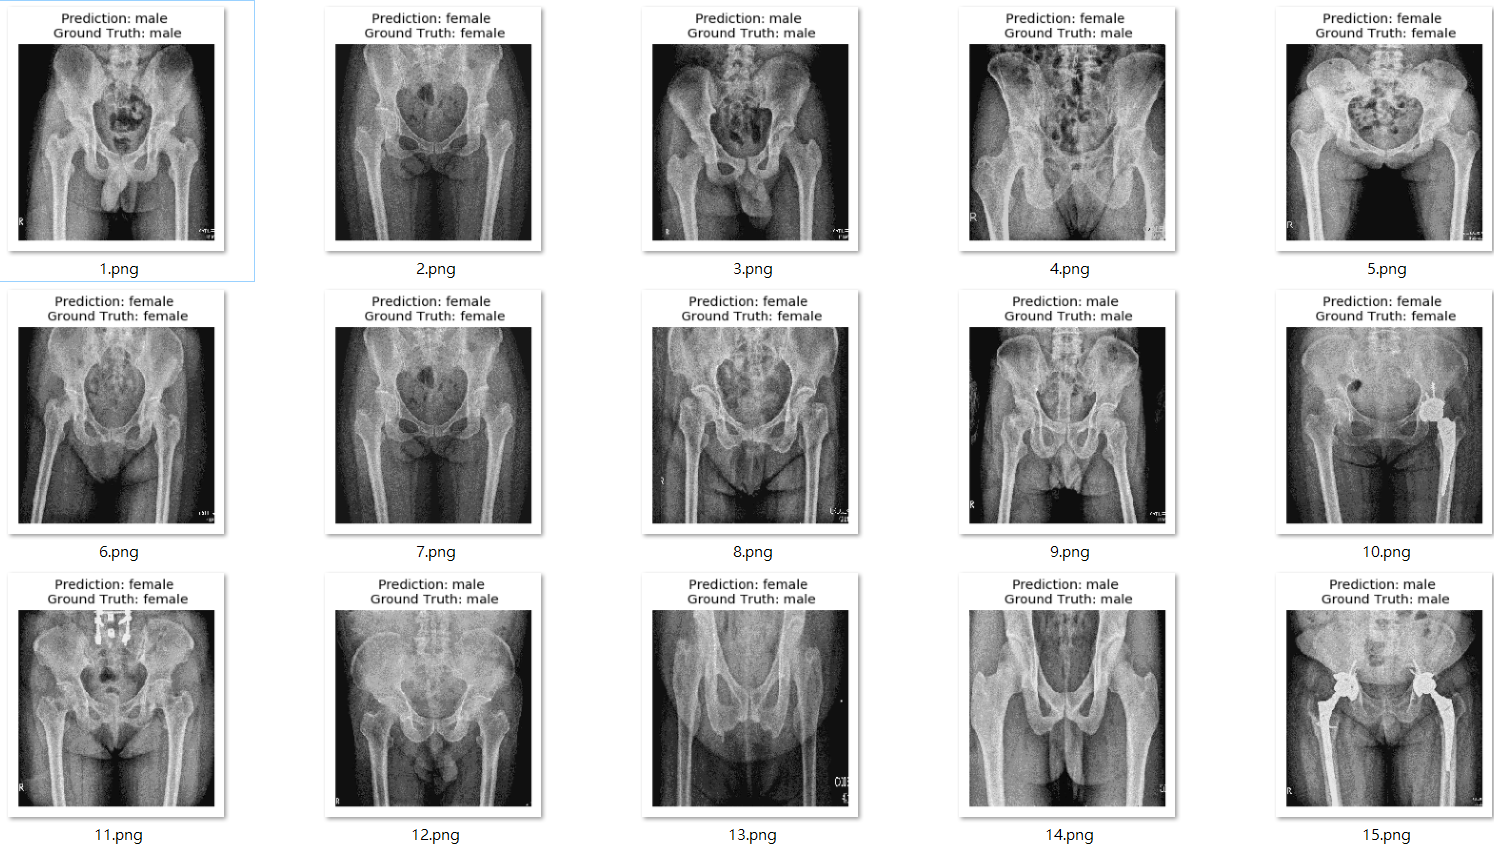 Prediction: male
Ground Truth: male
R
1.png
Prediction: female
Ground Truth: female
2.png
Prediction: male
Ground Truth: male
R
3.png
Prediction: female
Ground Truth: male
R
4.png
Prediction: female
Ground Truth: female
R
5.png
Prediction: female
Ground Truth: female
6.png
Prediction: female
Ground Truth: female
7.png
Prediction: female
Ground Truth: female
R
8.png
Prediction: male
Ground Truth: male
R
9.png
Prediction: female
Ground Truth: female
10.png
Prediction: female
Ground Truth: female
R
11.png
Prediction: male
Ground Truth: male
R
12.png
Prediction: female
Ground Truth: male
13.png
Prediction: male
Ground Truth: male
14.png
Prediction: male
Ground Truth: male
R
15.png